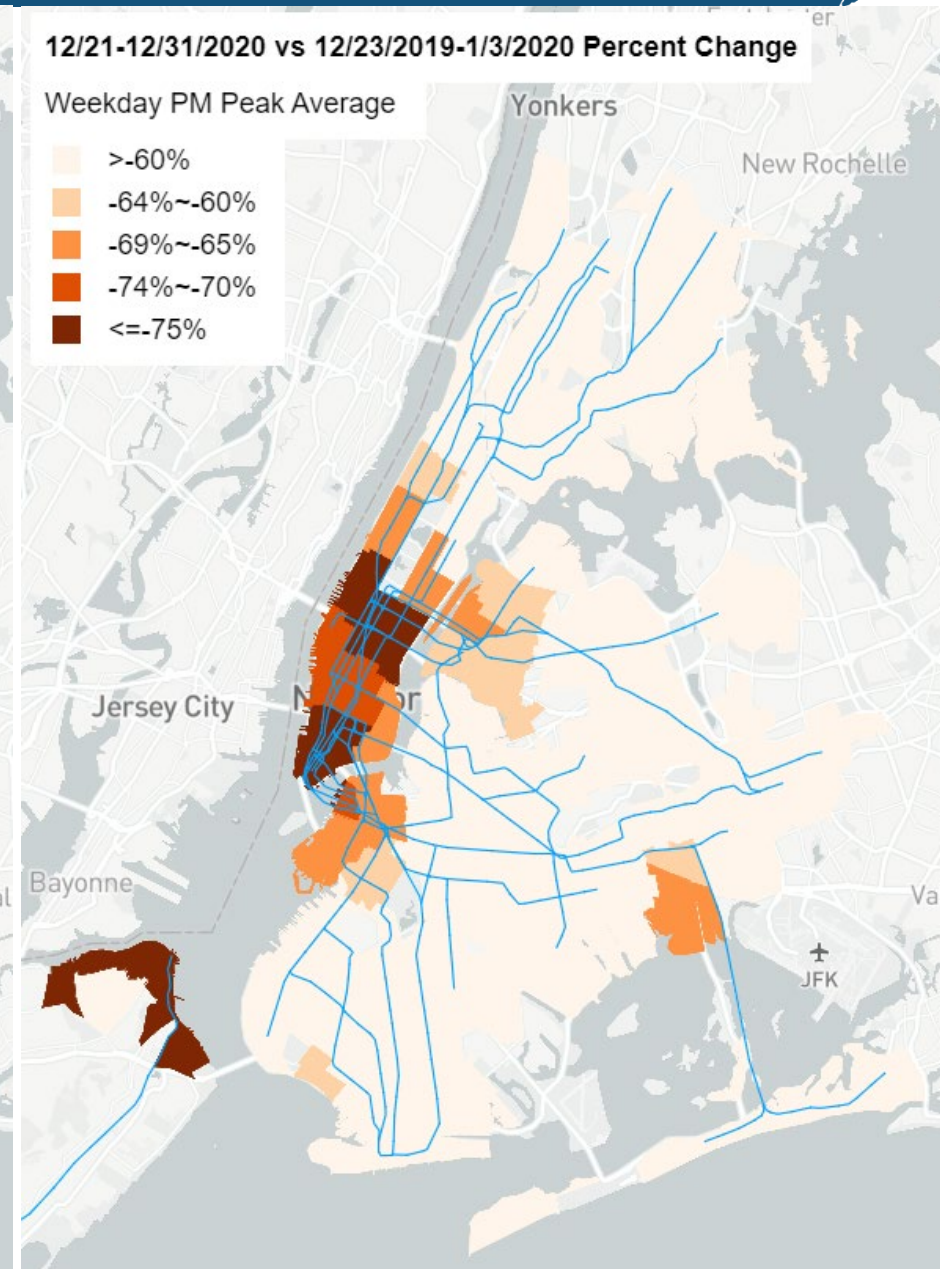 12/21-12/31/2020 vs 12/23/2019-1/3/2020 Percent Change
Weekday PM Peak Average
>-60%
-64%~-60%
-69%~-65%
-74%~-70%
<=-75%
Yonkers
New Rochelle
Jersey City
Bayonne
JFK